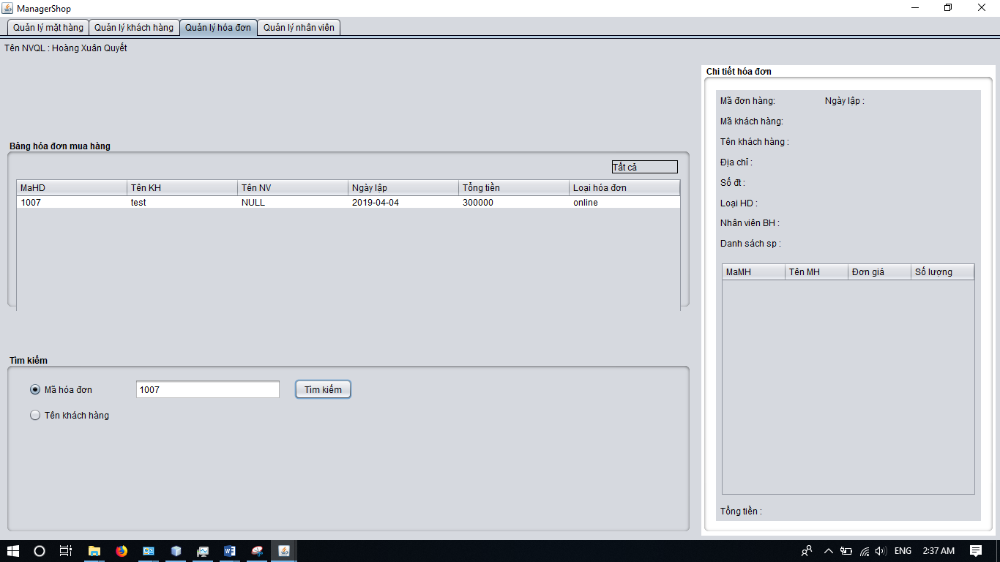 ManagerShop
Quản lý mặt hàng Quản lý khách hàng Quản lý hóa đơn Quản lý nhân viên
Tên NVQL : Hoàng Xuân Quyết
Bảng hóa đơn mua hàng
Tất cả
MaHD Tên KH Tên NV Ngày lập Tổng tiền Loại hóa đơn
1007 test NULL 2019-04-04 300000 online
Tìm kiếm
Mã hóa đơn 1007 Tìm kiếm
Tên khách hàng
Chi tiết hóa đơn
Mã đơn hàng: Ngày lập :
Mã khách hàng:
Tên khách hàng :
Địa chỉ :
Số đt :
Loại HD :
Nhân viên BH :
Danh sách sp :
MaMH Tên MH Đơn giá Số lượng
Tổng tiền :
ENG 2:37 AM